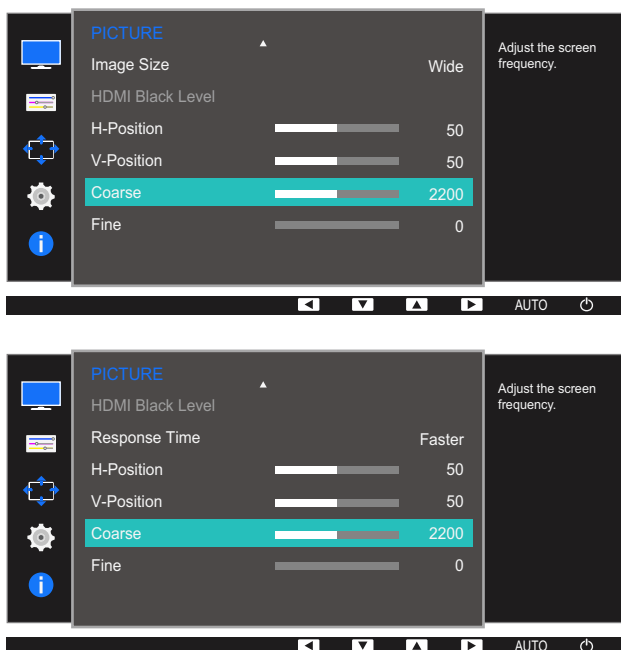 PICTURE
Image Size Wide
HDMI Black Level
H-Position 50
V-Position 50
Coarse 2200
Fine 0
Adjust the screen
frequency.
AUTO
PICTURE
HDMI Black Level
Response Time Faster
H-Position 50
V-Position 50
Coarse 2200
Fine 0
Adjust the screen
frequency.
AUTO